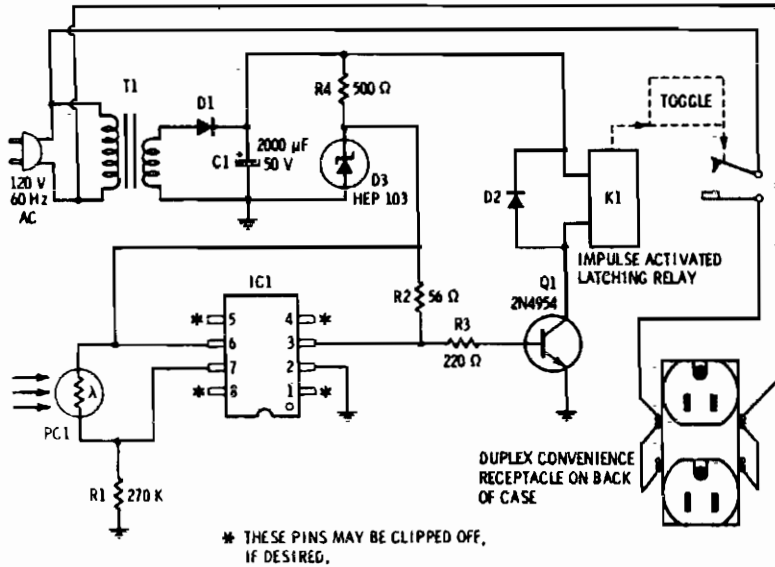 T1
D1
R4
500 Ω
TOGGLE
C1
+
2000 µF
50 V
D3
HEP 103
120 V
60 Hz
AC
D2
K1
IMPULSE ACTIVATED
LATCHING RELAY
IC1
R2
56 Ω
Q1
2N4954
* 5
4 *
6
3
R3
220 Ω
7
2
* 8
1 *
λ
PC1
R1
270 K
DUPLEX CONVENIENCE
RECEPTACLE ON BACK
OF CASE
* THESE PINS MAY BE CLIPPED OFF,
IF DESIRED.